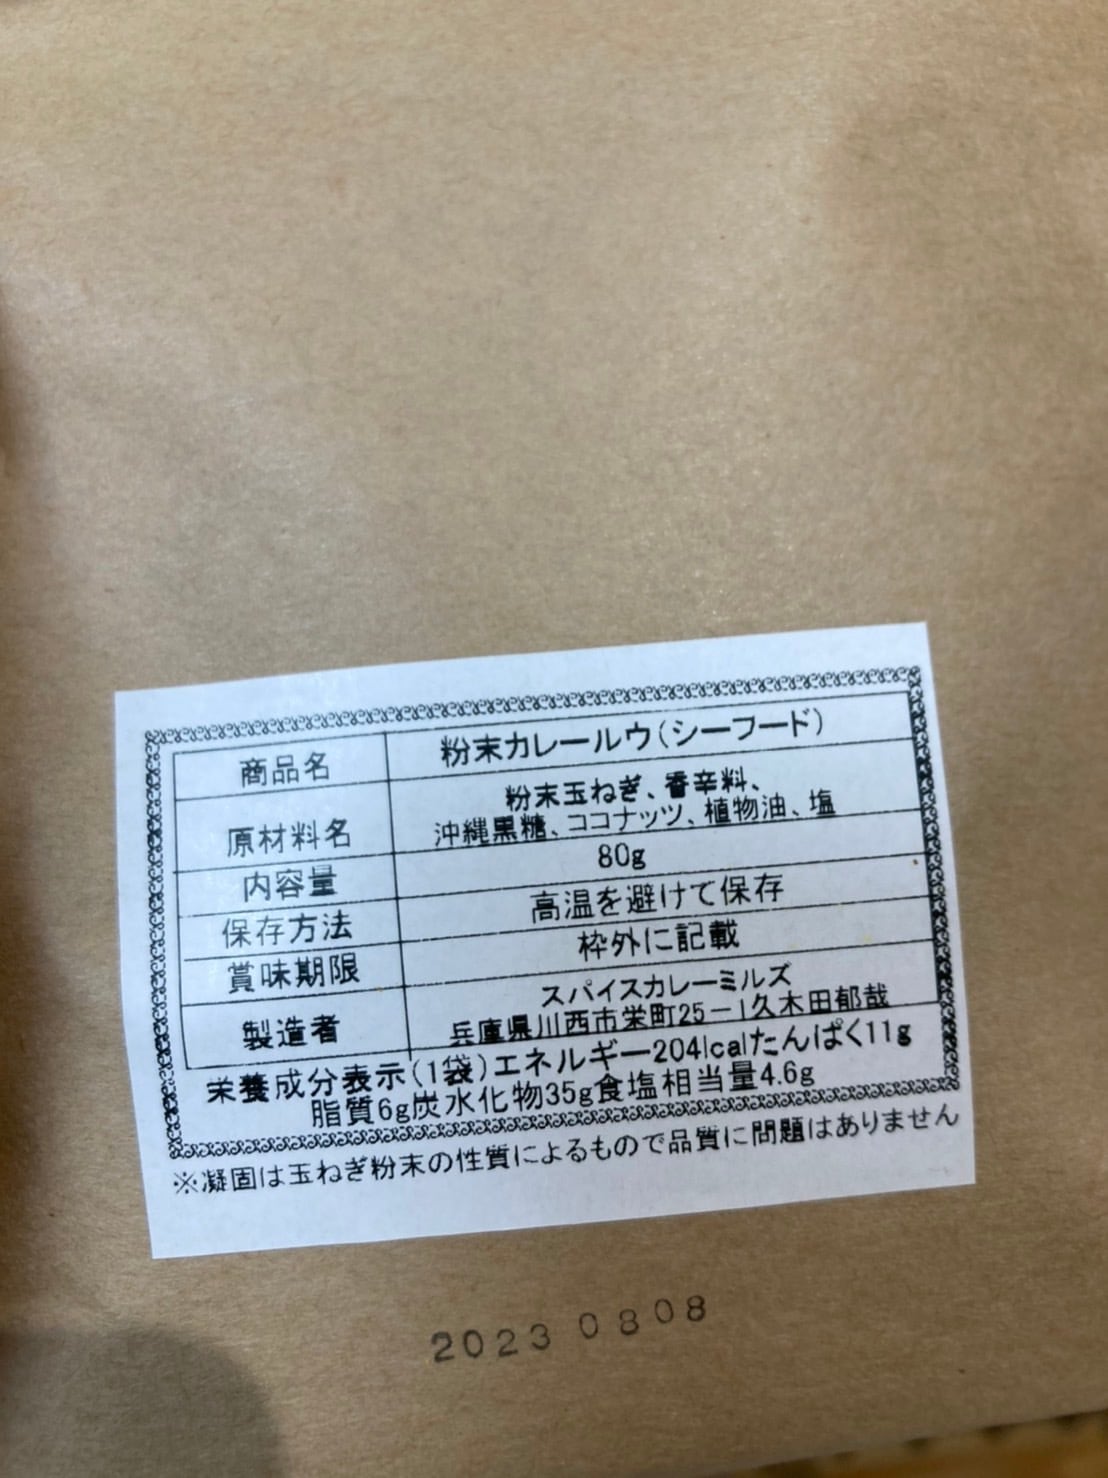 商品名 粉末カレールウ(シーフード)
原材料名 粉末玉ねぎ、香辛料、
沖縄黒糖、ココナッツ、植物油、塩
内容量 80g
保存方法 高温を避けて保存
賞味期限 枠外に記載
製造者 スパイスカレーミルズ
兵庫県川西市栄町25-1久木田郁哉
栄養成分表示(1袋)エネルギー204kcalたんぱく11g
脂質6g炭水化物35g食塩相当量4.6g
※凝固は玉ねぎ粉末の性質によるもので品質に問題はありません
2023 0808